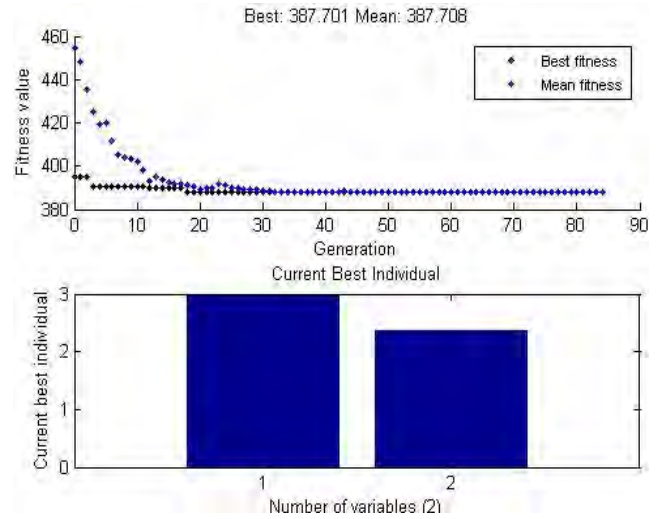 Best: 387.701 Mean: 387.708
460
440
420
400
380
Fitness value
Best fitness
Mean fitness
0 10 20 30 40 50 60 70 80 90
Generation
Current Best Individual
3
2
1
0
Current best individual
1 2
Number of variables (2)